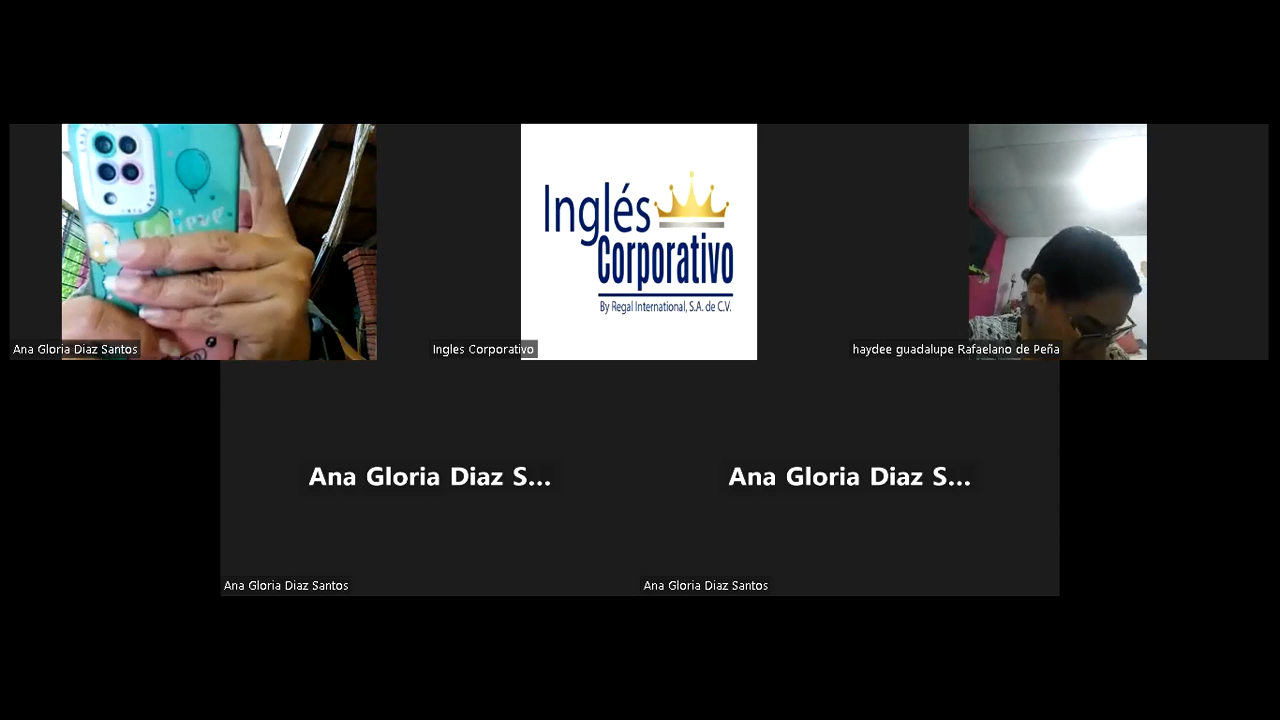 Inglés
Corporativo
By Regal International, S.A. de C.V.
Ana Gloria Diaz Santos
Ingles Corporativo
haydee guadalupe Rafaelano de Peña
Ana Gloria Diaz S...
Ana Gloria Diaz S...
Ana Gloria Diaz Santos
Ana Gloria Diaz Santos